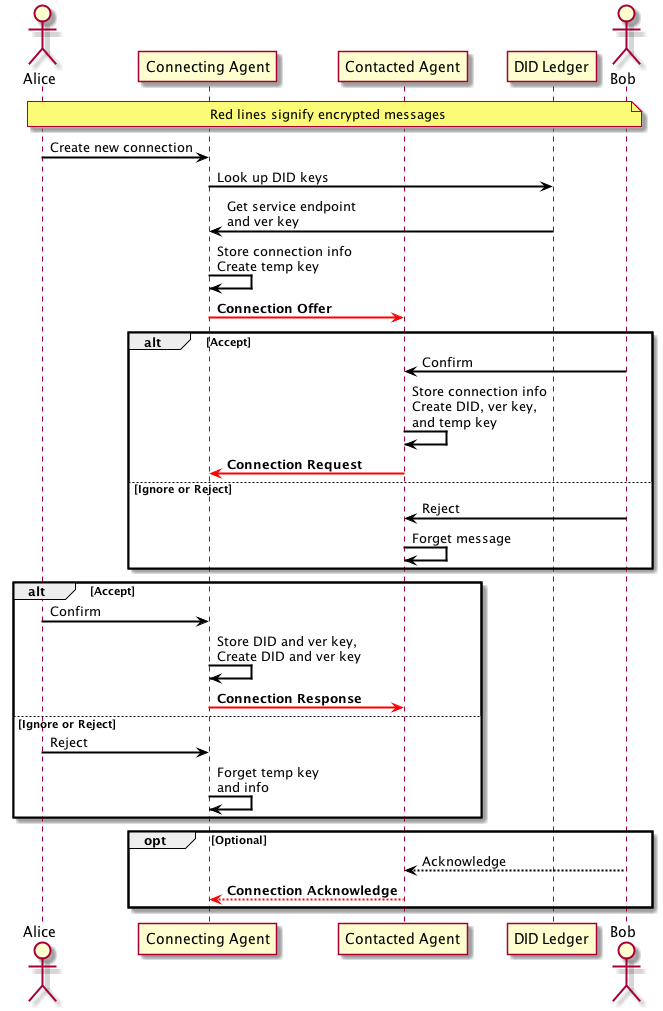 Alice
Connecting Agent
Contacted Agent
DID Ledger
Bob
Red lines signify encrypted messages
Create new connection
Look up DID keys
Get service endpoint
and ver key
Store connection info
Create temp key
Connection Offer
alt
[Accept]
Confirm
Store connection info
Create DID, ver key,
and temp key
Connection Request
[Ignore or Reject]
Reject
Forget message
alt
[Accept]
Confirm
Store DID and ver key,
Create DID and ver key
Connection Response
[Ignore or Reject]
Reject
Forget temp key
and info
opt
[Optional]
Acknowledge
Connection Acknowledge
Alice
Connecting Agent
Contacted Agent
DID Ledger
Bob